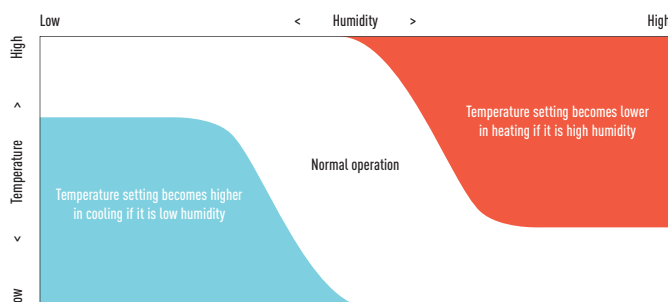 Low < Humidity > High
High
>
Temperature
<
Temperature setting becomes lower
in heating if it is high humidity
Normal operation
Temperature setting becomes higher
in cooling if it is low humidity